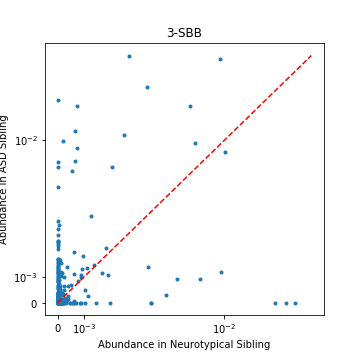 3-SBB
Abundance in ASD Sibling
10⁻²
10⁻³
0
0
10⁻³
10⁻²
Abundance in Neurotypical Sibling